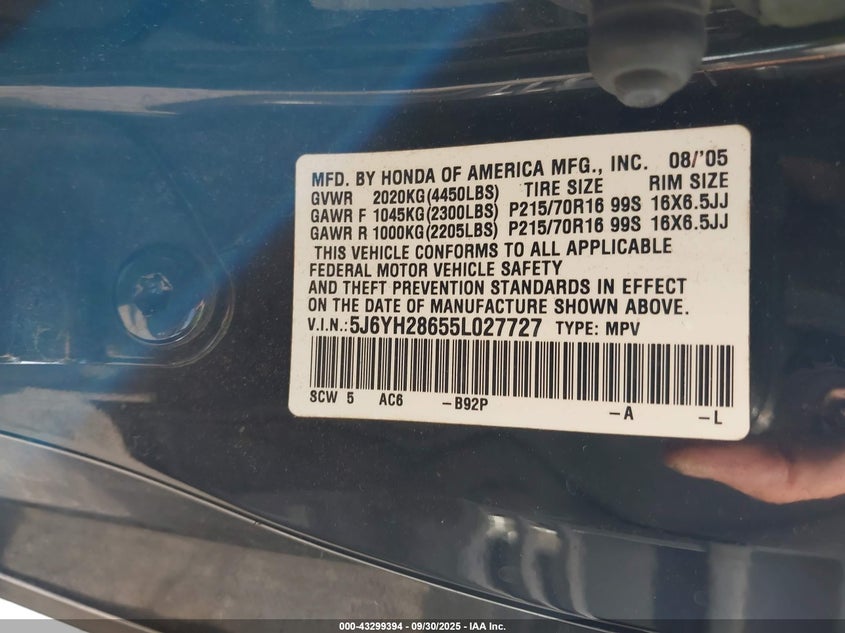 MFD. BY HONDA OF AMERICA MFG., INC. 08/'05
GVWR 2020KG(4450LBS) TIRE SIZE RIM SIZE
GAWR F 1045KG(2300LBS) P215/70R16 99S 16X6.5JJ
GAWR R 1000KG(2205LBS) P215/70R16 99S 16X6.5JJ
THIS VEHICLE CONFORMS TO ALL APPLICABLE
FEDERAL MOTOR VEHICLE SAFETY
AND THEFT PREVENTION STANDARDS IN EFFECT
ON THE DATE OF MANUFACTURE SHOWN ABOVE.
V.I.N.:5J6YH28655L027727 TYPE: MPV
SCW 5 AC6 -B92P -A -L
000-43299394 - 09/30/2025 - IAA Inc.